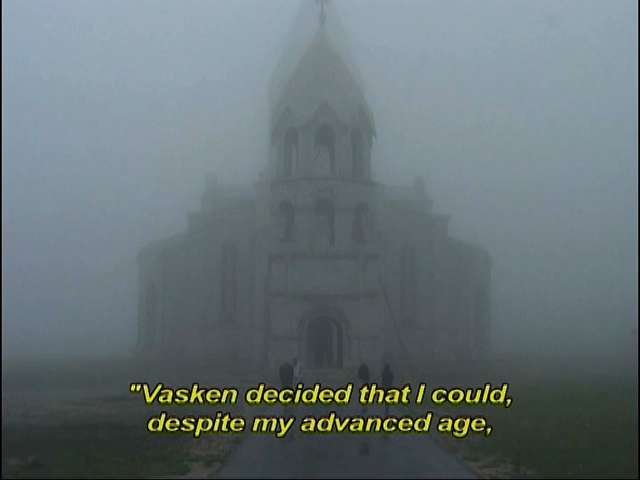 "Vasken decided that I could,
despite my advanced age,